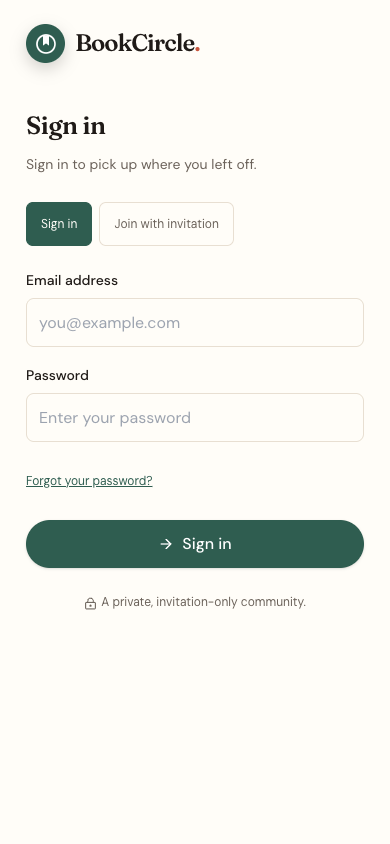 BookCircle.
Sign in
Sign in to pick up where you left off.
Sign in
Join with invitation
Email address
you@example.com
Password
Enter your password
Forgot your password?
Sign in
A private, invitation-only community.